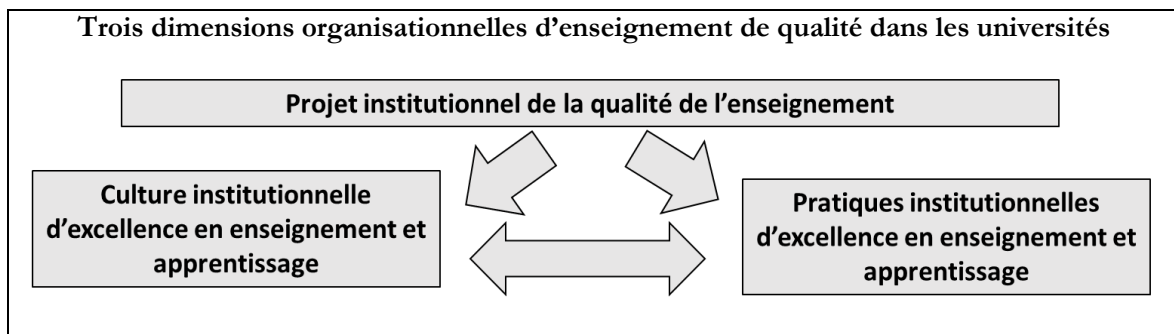 Trois dimensions organisationnelles d’enseignement de qualité dans les universités
Projet institutionnel de la qualité de l’enseignement
Culture institutionnelle
d’excellence en enseignement et
apprentissage
Pratiques institutionnelles
d’excellence en enseignement et
apprentissage